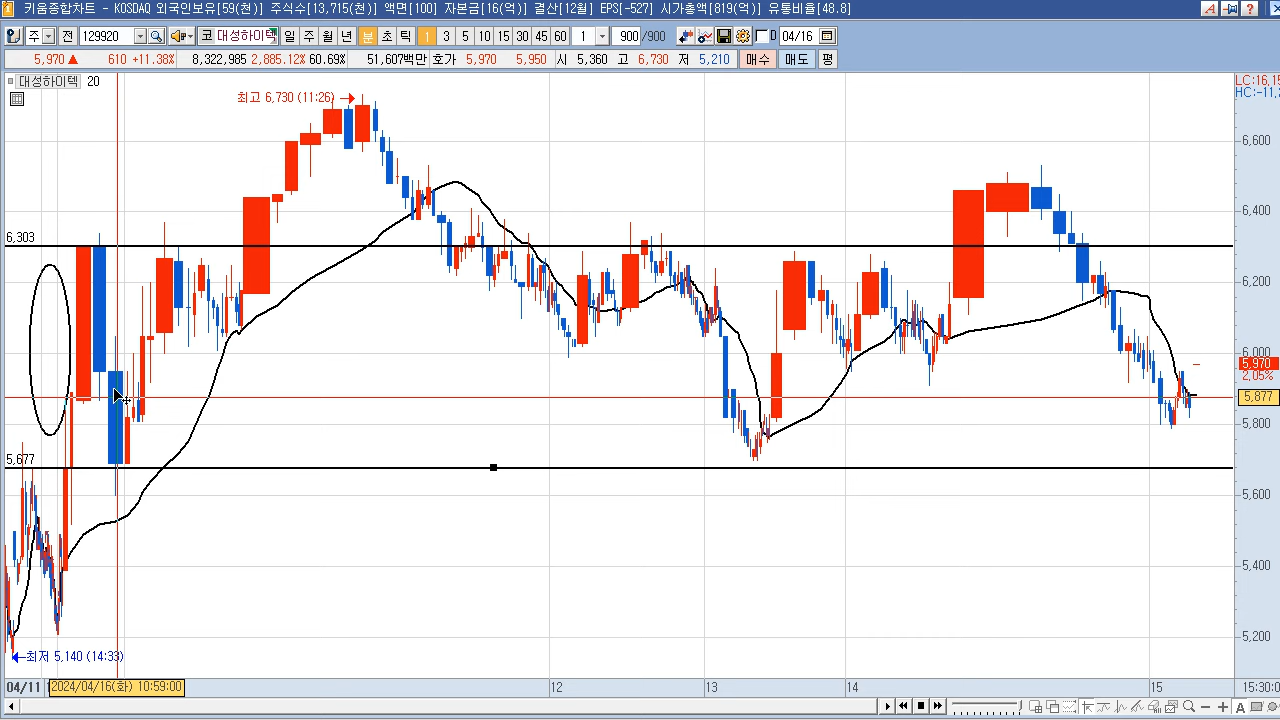 키움종합차트 - KOSDAQ 외국인보유[59(천)] 주식수[13,715(천)] 액면[100] 자본금[16(억)] 결산[12월] EPS[-527] 시가총액[819(억)] 유통비율[48.8]
주 전 129920 코 대성하이텍 일 주 월 년 분 초 틱 1 3 5 10 15 30 45 60 1 900 /900 D 04/16
5,970 ▲ 610 +11.38% 8,322,985 2,885.12% 60.69% 51,607백만 호가 5,970 5,950 시 5,360 고 6,730 저 5,210 매수 매도 평
대성하이텍 20
LC:16,15
최고 6,730 (11:26)
6,600
6,400
6,303
6,200
6,000
5,970
2,05%
5,877
5,800
5,677
5,600
5,400
5,200
최저 5,140 (14:33)
04/11 2024/04/16(화) 10:59:00 12 13 14 15 15:30:0